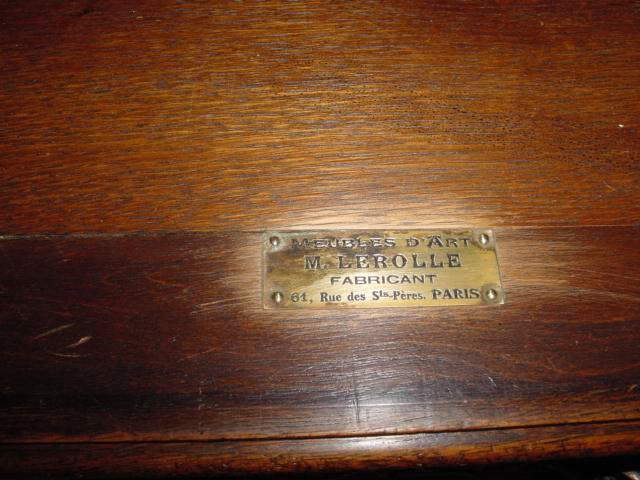 MEUBLES D'ART
M. LEROLLE
FABRICANT
61, Rue des Sts-Pères. PARIS